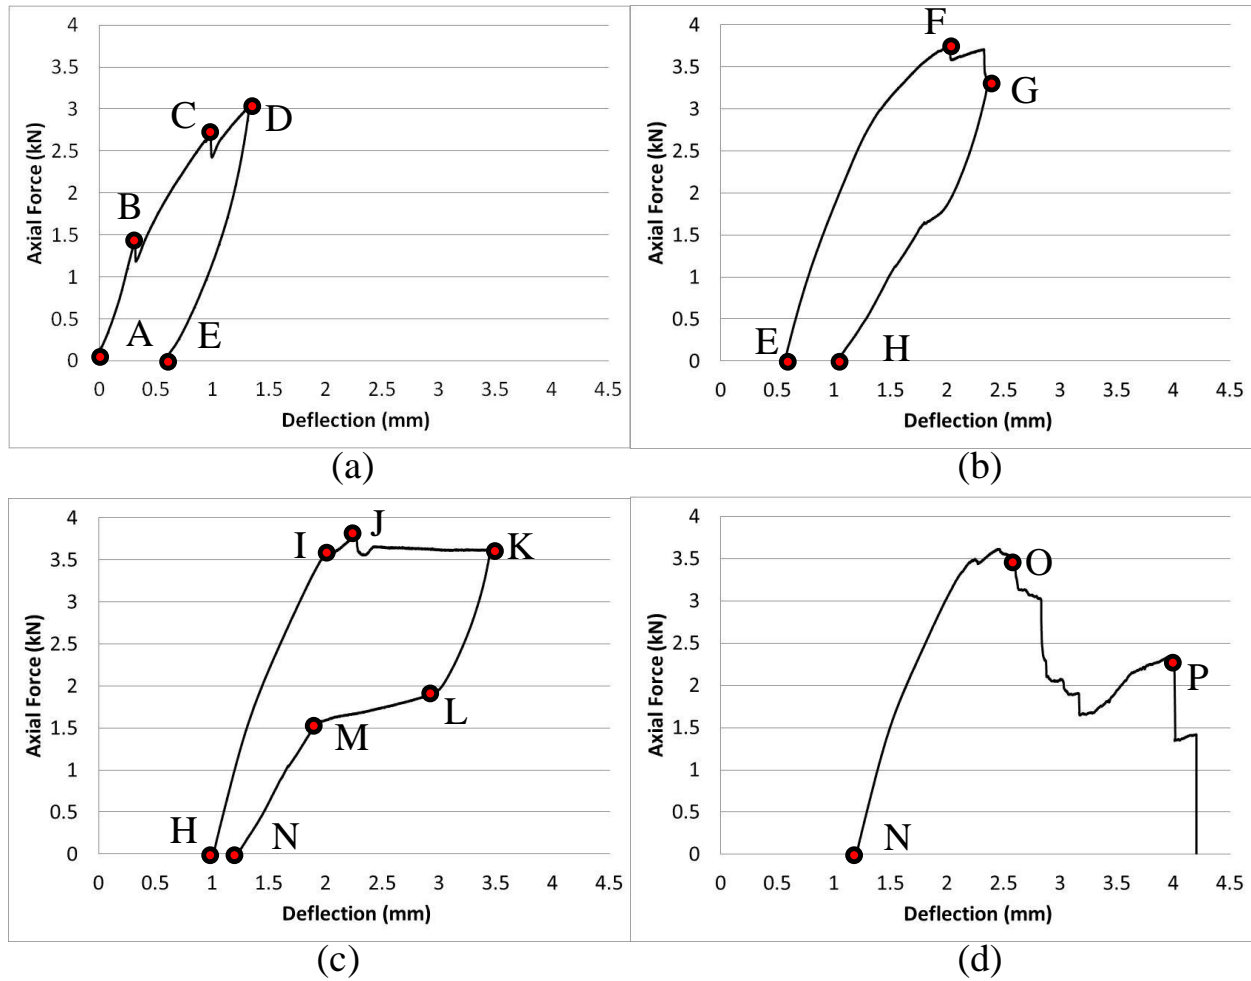 4
3.5
3
2.5
2
1.5
1
0.5
0
Axial Force (kN)
A
B
C
D
E
0 0.5 1 1.5 2 2.5 3 3.5 4 4.5
Deflection (mm)
(a)
4
3.5
3
2.5
2
1.5
1
0.5
0
Axial Force (kN)
E
F
G
H
0 0.5 1 1.5 2 2.5 3 3.5 4 4.5
Deflection (mm)
(b)
4
3.5
3
2.5
2
1.5
1
0.5
0
Axial Force (kN)
H
I
J
K
L
M
N
0 0.5 1 1.5 2 2.5 3 3.5 4 4.5
Deflection (mm)
(c)
4
3.5
3
2.5
2
1.5
1
0.5
0
Axial Force (kN)
N
O
P
0 0.5 1 1.5 2 2.5 3 3.5 4 4.5
Deflection (mm)
(d)